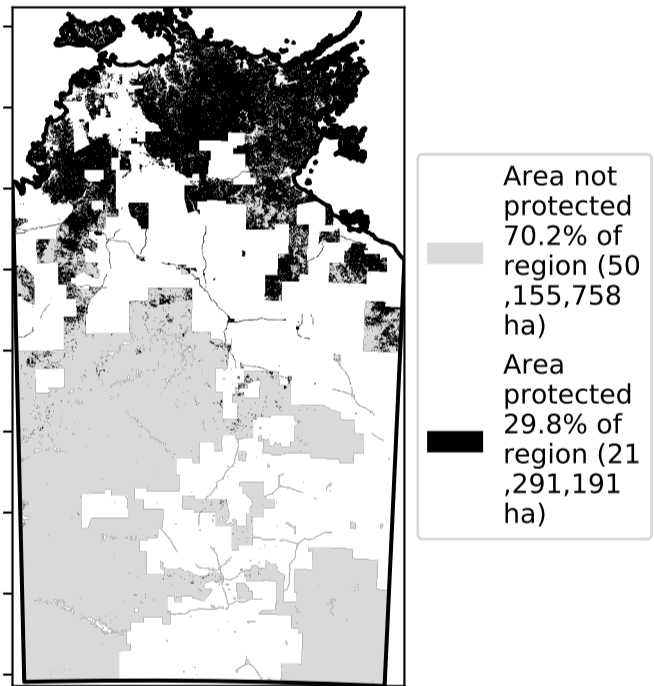 Area not
protected
70.2% of
region (50
,155,758
ha)
Area
protected
29.8% of
region (21
,291,191
ha)